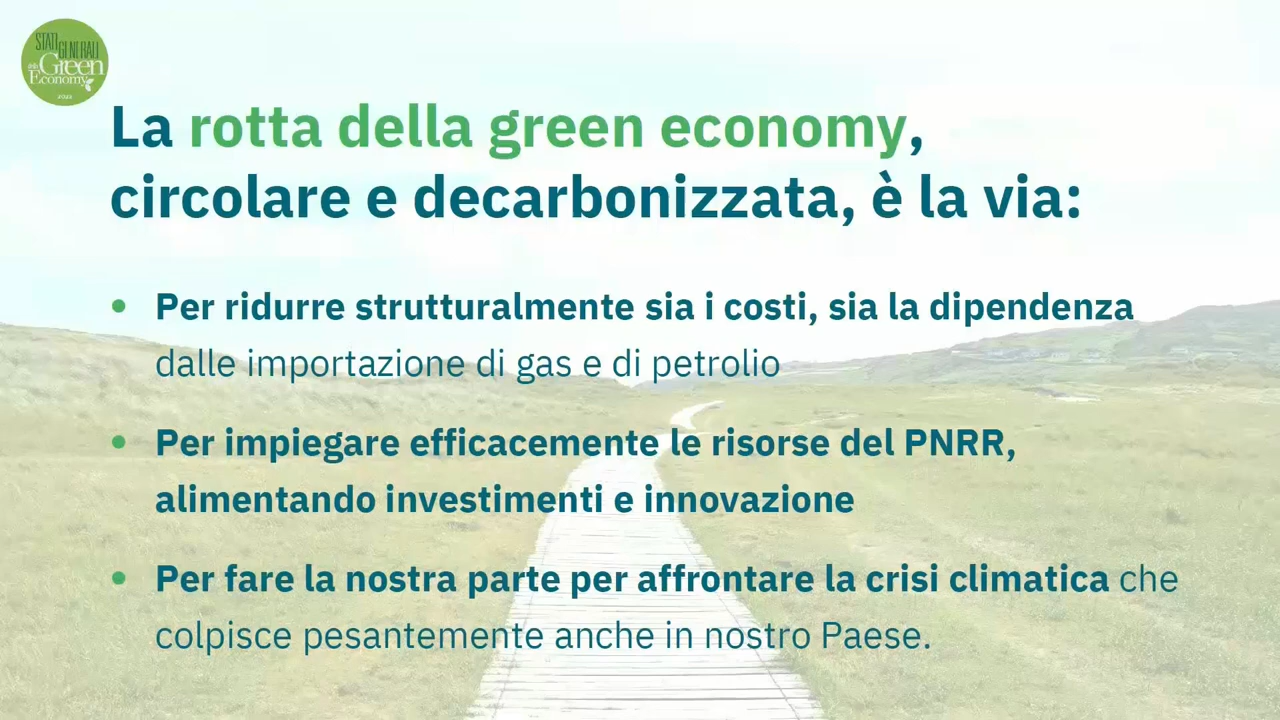 STATI
GENERALI
della Green
Economy
2022
La rotta della green economy,
circolare e decarbonizzata, è la via:
• Per ridurre strutturalmente sia i costi, sia la dipendenza
dalle importazione di gas e di petrolio
• Per impiegare efficacemente le risorse del PNRR,
alimentando investimenti e innovazione
• Per fare la nostra parte per affrontare la crisi climatica che
colpisce pesantemente anche in nostro Paese.